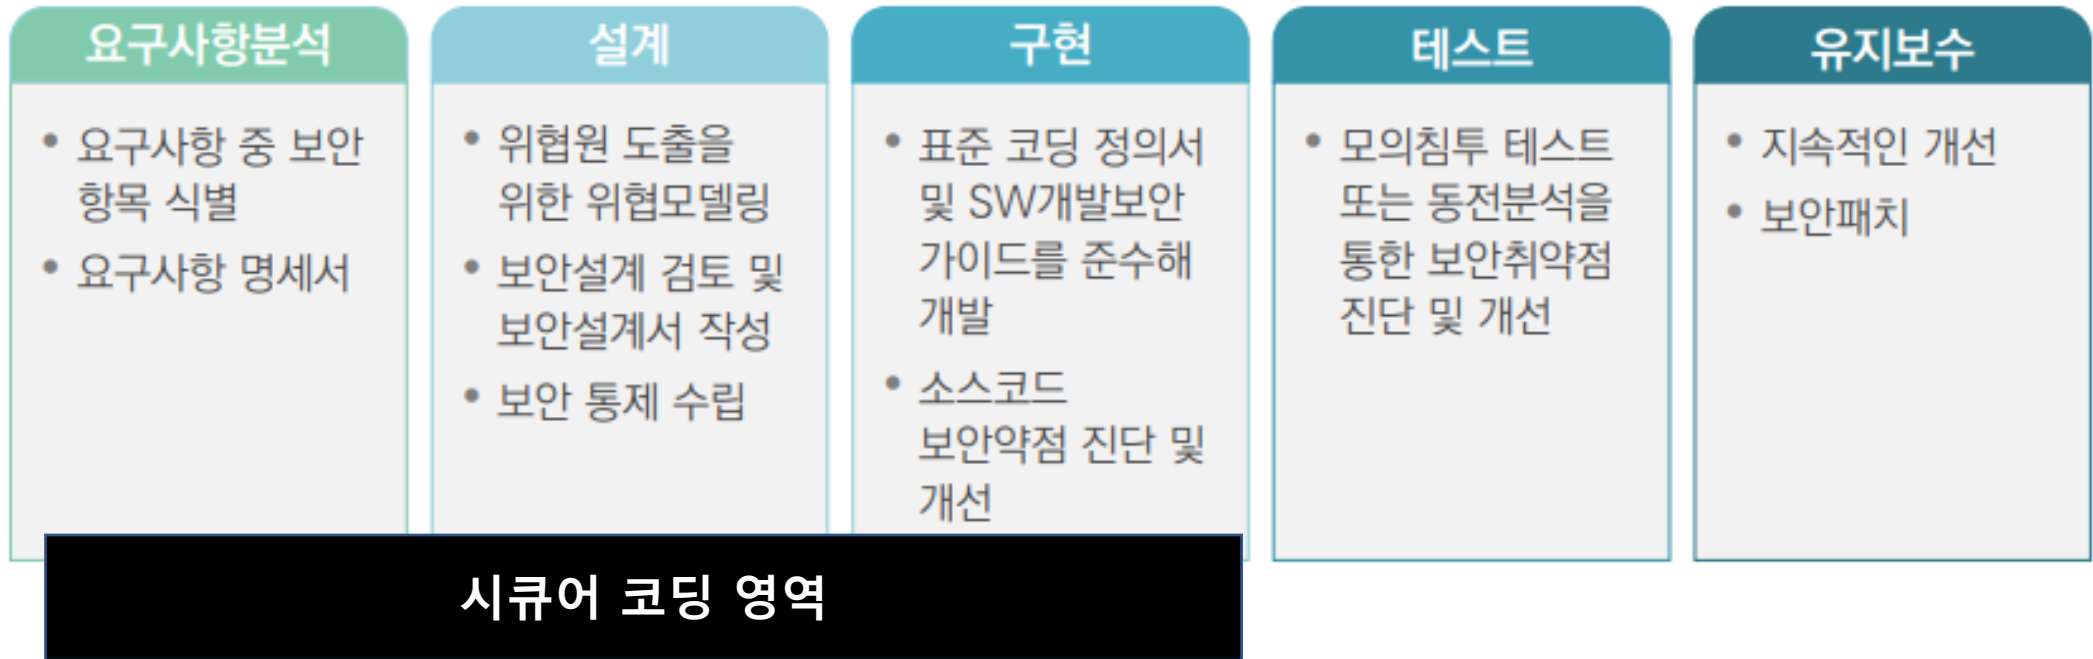 요구사항분석
• 요구사항 중 보안
항목 식별
• 요구사항 명세서
설계
• 위협원 도출을
위한 위협모델링
• 보안설계 검토 및
보안설계서 작성
• 보안 통제 수립
구현
• 표준 코딩 정의서
및 SW개발보안
가이드를 준수해
개발
• 소스코드
보안약점 진단 및
개선
테스트
• 모의침투 테스트
또는 동전분석을
통한 보안취약점
진단 및 개선
유지보수
• 지속적인 개선
• 보안패치
시큐어 코딩 영역